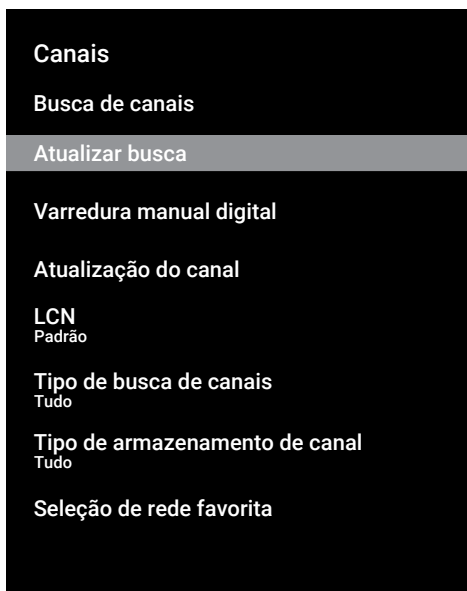 Canais
Busca de canais
Atualizar busca
Varredura manual digital
Atualização do canal
LCN
Padrão
Tipo de busca de canais
Tudo
Tipo de armazenamento de canal
Tudo
Seleção de rede favorita